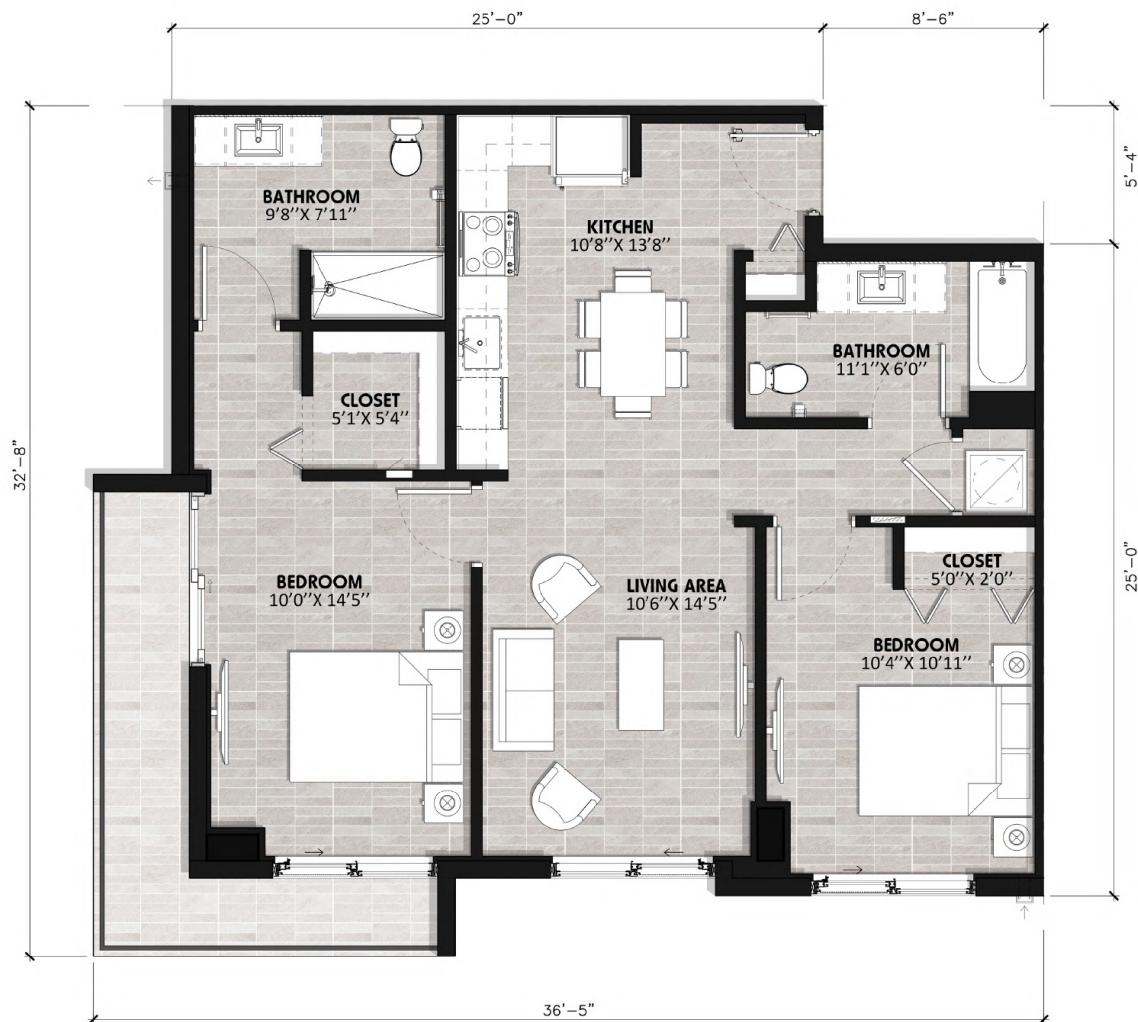 25'-0"
8'-6"
5'-4"
BATHROOM
9'8''X 7'11''
KITCHEN
10'8''X 13'8''
BATHROOM
11'1''X 6'0''
CLOSET
5'1'X 5'4''
32'-8"
CLOSET
5'0''X 2'0''
25'-0"
BEDROOM
10'0''X 14'5''
LIVING AREA
10'6''X 14'5''
BEDROOM
10'4''X 10'11''
36'-5"